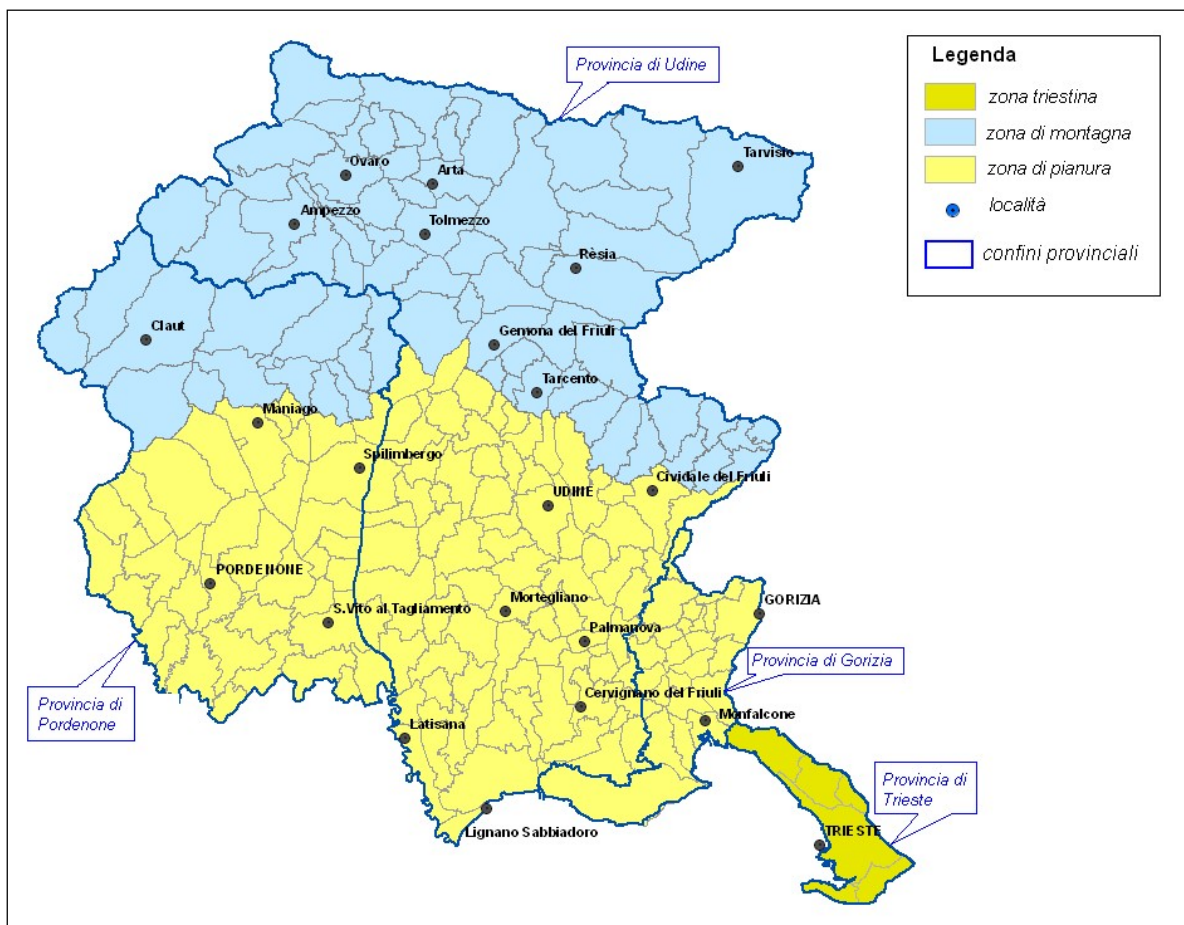 Provincia di Udine
Legenda
zona triestina
zona di montagna
zona di pianura
località
confini provinciali
Tarvisio
Ovaro
Arta
Ampezzo
Tolmezzo
Rèsia
Claut
Gemona del Friuli
Tarcento
Maniago
Spilimbergo
Cividale del Friuli
UDINE
PORDENONE
S.Vito al Tagliamento
Mortegliano
GORIZIA
Palmanova
Provincia di Gorizia
Provincia di
Pordenone
Cervignano del Friuli
Monfalcone
Latisana
Provincia di
Trieste
Lignano Sabbiadoro
TRIESTE